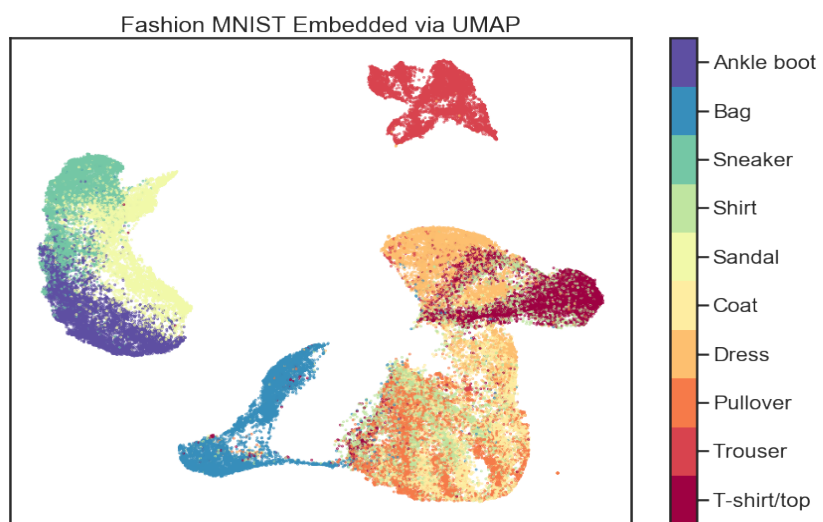 Fashion MNIST Embedded via UMAP
Ankle boot
Bag
Sneaker
Shirt
Sandal
Coat
Dress
Pullover
Trouser
T-shirt/top